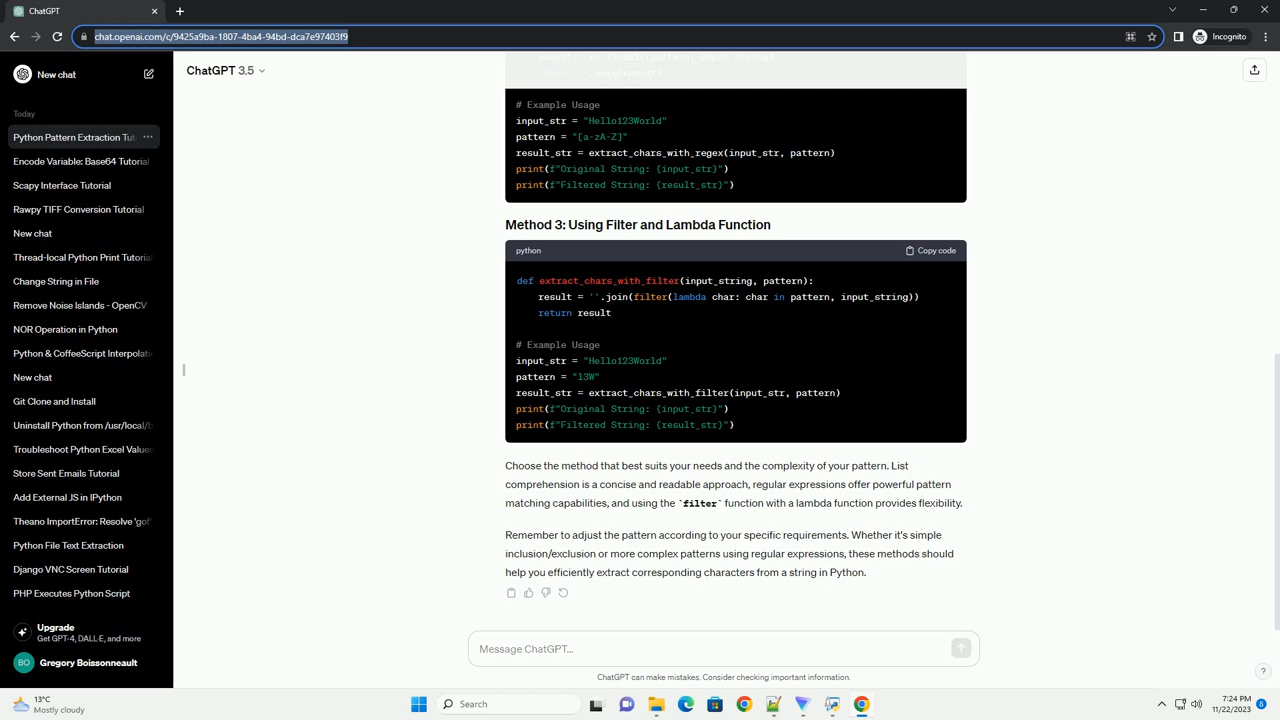 ChatGPT
chat.openai.com/c/9425a9ba-1807-4ba4-94bd-dca7e97403f9
Incognito
New chat
ChatGPT 3.5
Today
Python Pattern Extraction Tut
Encode Variable: Base64 Tutorial
Scapy Interface Tutorial
Rawpy TIFF Conversion Tutorial
New chat
Thread-local Python Print Tutorial
Change String in File
Remove Noise Islands - OpenCV
NOR Operation in Python
Python & CoffeeScript Interpolatio
New chat
Git Clone and Install
Uninstall Python from /usr/local/b
Troubleshoot Python Excel Values
Store Sent Emails Tutorial
Add External JS in IPython
Theano ImportError: Resolve 'gof'
Python File Text Extraction
Django VNC Screen Tutorial
PHP Executes Python Script
Upgrade
Get GPT-4, DALL·E, and more
BO Gregory Boissonneault
# Example Usage
input_str = "Hello123World"
pattern = "[a-zA-Z]"
result_str = extract_chars_with_regex(input_str, pattern)
print(f"Original String: {input_str}")
print(f"Filtered String: {result_str}")
Method 3: Using Filter and Lambda Function
python
Copy code
def extract_chars_with_filter(input_string, pattern):
result = ''.join(filter(lambda char: char in pattern, input_string))
return result
# Example Usage
input_str = "Hello123World"
pattern = "l3W"
result_str = extract_chars_with_filter(input_str, pattern)
print(f"Original String: {input_str}")
print(f"Filtered String: {result_str}")
Choose the method that best suits your needs and the complexity of your pattern. List
comprehension is a concise and readable approach, regular expressions offer powerful pattern
matching capabilities, and using the `filter` function with a lambda function provides flexibility.
Remember to adjust the pattern according to your specific requirements. Whether it's simple
inclusion/exclusion or more complex patterns using regular expressions, these methods should
help you efficiently extract corresponding characters from a string in Python.
Message ChatGPT...
ChatGPT can make mistakes. Consider checking important information.
?
13°C
Mostly cloudy
Search
7:24 PM
11/22/2023
6